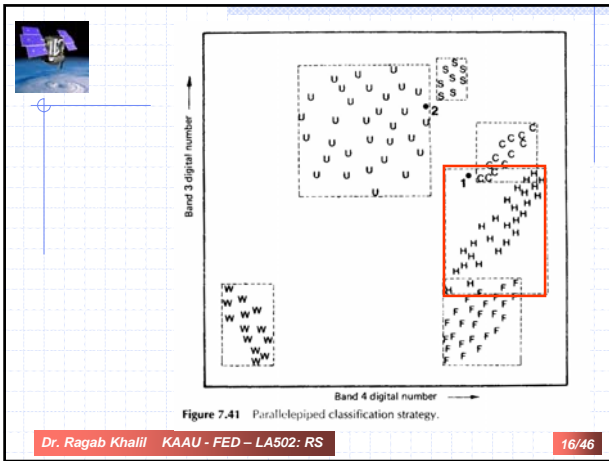 Band 3 digital number
S S S S S S S S
U U U U U U U U U U U U U U U U U U U U U U U U U
2
C C C C C C C C C C C
1
H H H H H H H H H H H H H H H H H H H H H H
W W W W W W W W W W W W W
F F F F F F F F F F F F F F F F F F F F F F
Band 4 digital number
Figure 7.41 Parallelepiped classification strategy.
Dr. Ragab Khalil KAAU - FED – LA502: RS
16/46